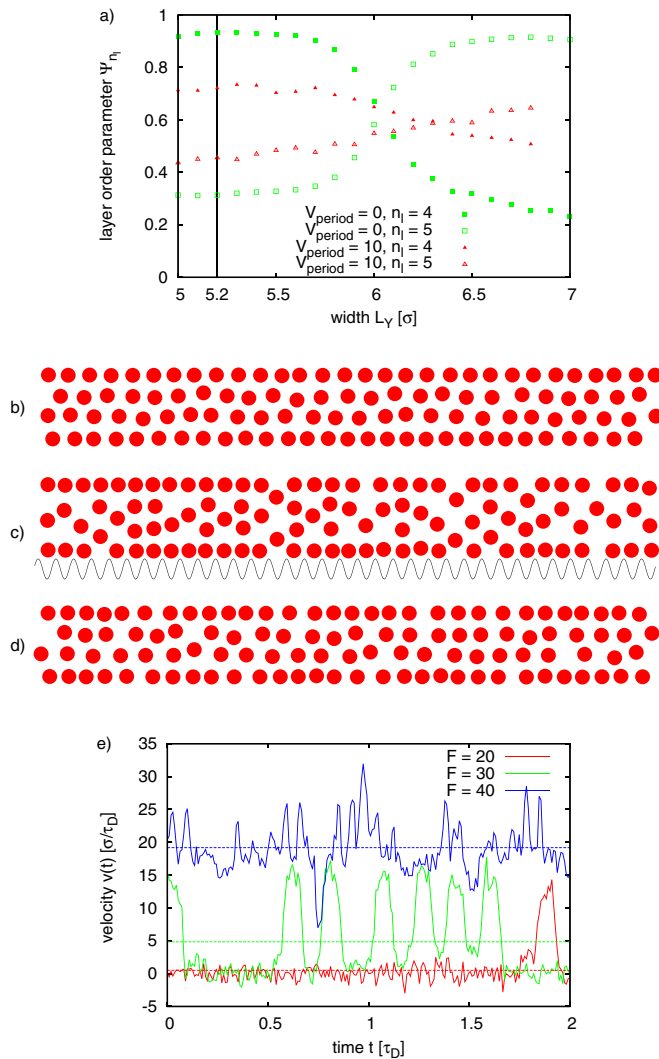 a)
layer order parameter Ψnl
1
0.8
0.6
0.4
0.2
0
Vperiod = 0, nl = 4
Vperiod = 0, nl = 5
Vperiod = 10, nl = 4
Vperiod = 10, nl = 5
5 5.2 5.5 6 6.5 7
width LY [σ]
b)
c)
d)
e)
velocity v(t) [σ/τD]
35
30
25
20
15
10
5
0
-5
F = 20
F = 30
F = 40
0 0.5 1 1.5 2
time t [τD]